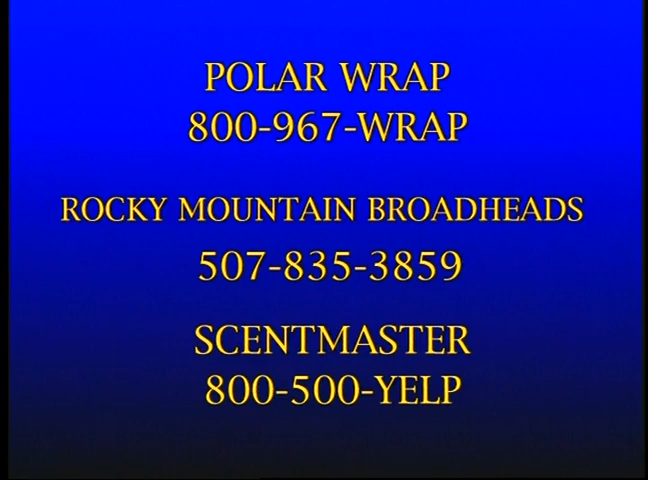 POLAR WRAP
800-967-WRAP
ROCKY MOUNTAIN BROADHEADS
507-835-3859
SCENTMASTER
800-500-YELP